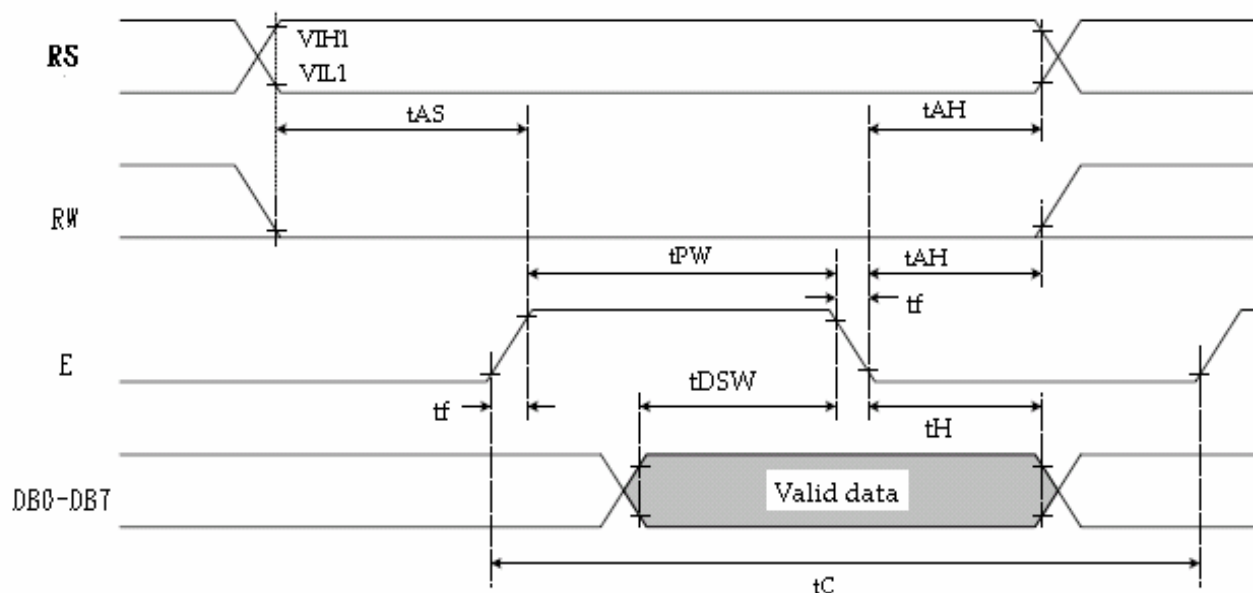 RS
VIH1
VIL1
tAS
tAH
RW
tPW
tAH
tf
E
tDSW
tf
tH
DB0-DB7
Valid data
tC